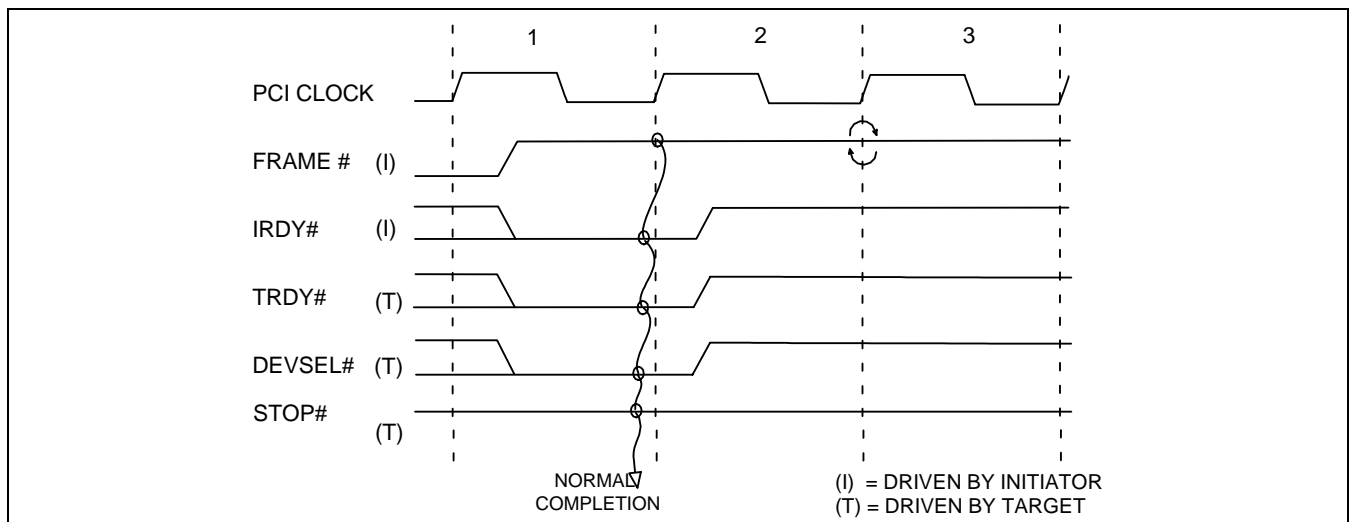 1 2 3
PCI CLOCK
FRAME # (I)
IRDY# (I)
TRDY# (T)
DEVSEL# (T)
STOP#
(T)
NORMAL
COMPLETION
(I) = DRIVEN BY INITIATOR
(T) = DRIVEN BY TARGET